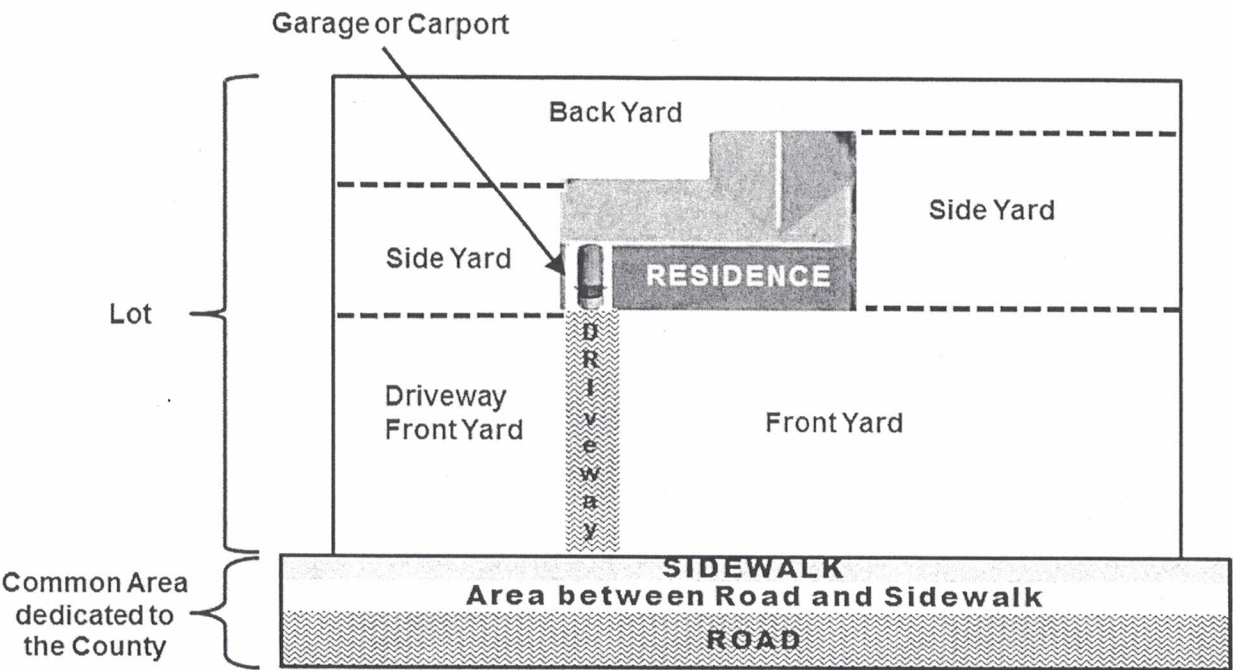 Garage or Carport
Back Yard
Side Yard
Side Yard
RESIDENCE
Lot
DRIveway
Driveway
Front Yard
Front Yard
SIDEWALK
Common Area
dedicated to
the County
Area between Road and Sidewalk
ROAD